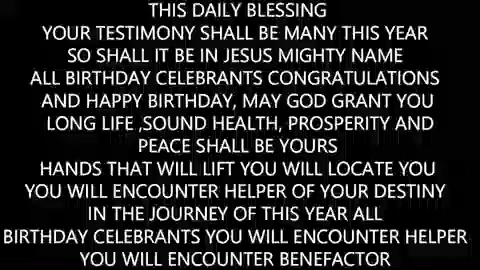 THIS DAILY BLESSING
YOUR TESTIMONY SHALL BE MANY THIS YEAR
SO SHALL IT BE IN JESUS MIGHTY NAME
ALL BIRTHDAY CELEBRANTS CONGRATULATIONS
AND HAPPY BIRTHDAY, MAY GOD GRANT YOU
LONG LIFE ,SOUND HEALTH, PROSPERITY AND
PEACE SHALL BE YOURS
HANDS THAT WILL LIFT YOU WILL LOCATE YOU
YOU WILL ENCOUNTER HELPER OF YOUR DESTINY
IN THE JOURNEY OF THIS YEAR ALL
BIRTHDAY CELEBRANTS YOU WILL ENCOUNTER HELPER
YOU WILL ENCOUNTER BENEFACTOR